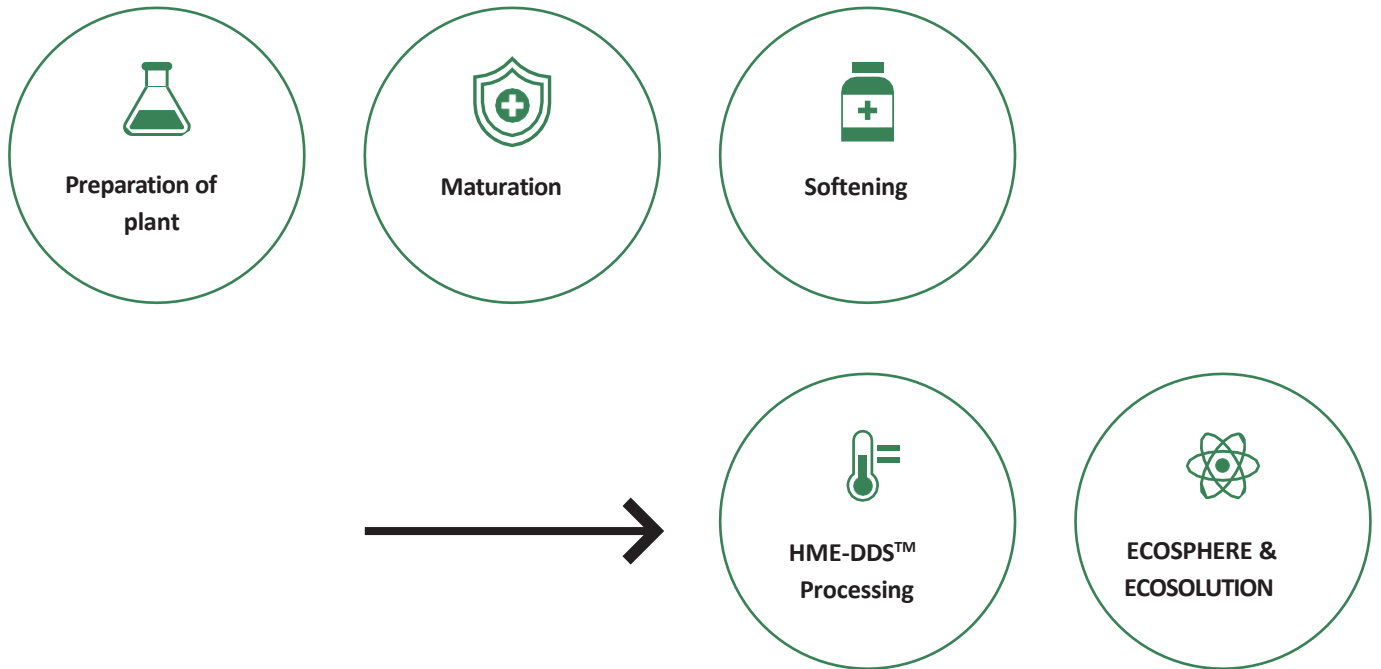 Preparation of
plant
Maturation
Softening
HME-DDS™
Processing
ECOSPHERE &
ECOSOLUTION